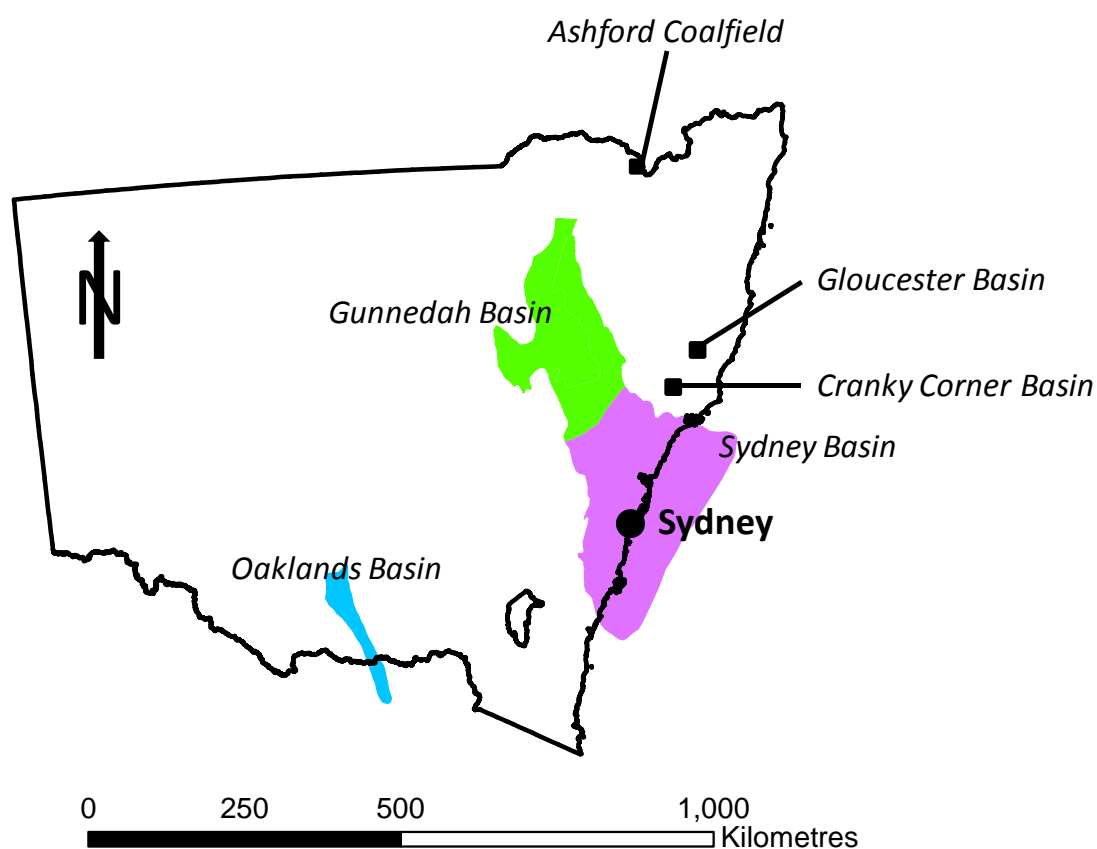 Ashford Coalfield
N
Gloucester Basin
Gunnedah Basin
Cranky Corner Basin
Sydney Basin
Sydney
Oaklands Basin
0 250 500 1,000
Kilometres